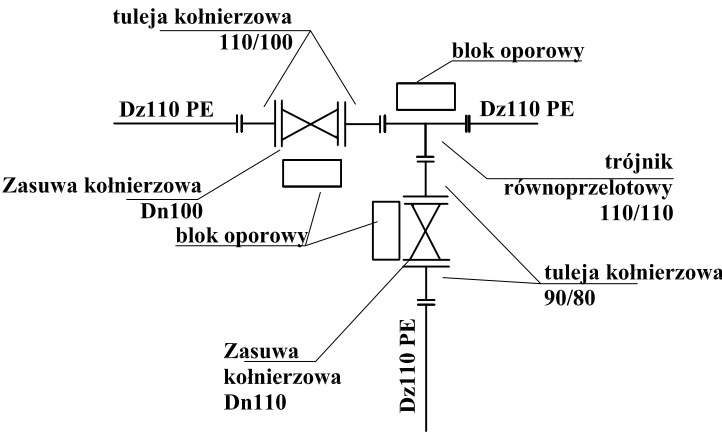 tuleja kołnierzowa
110/100
blok oporowy
Dz110 PE
Dz110 PE
trójnik
równoprzelotowy
110/110
Zasuwa kołnierzowa
Dn100
blok oporowy
tuleja kołnierzowa
90/80
Zasuwa
kołnierzowa
Dn110
Dz110 PE